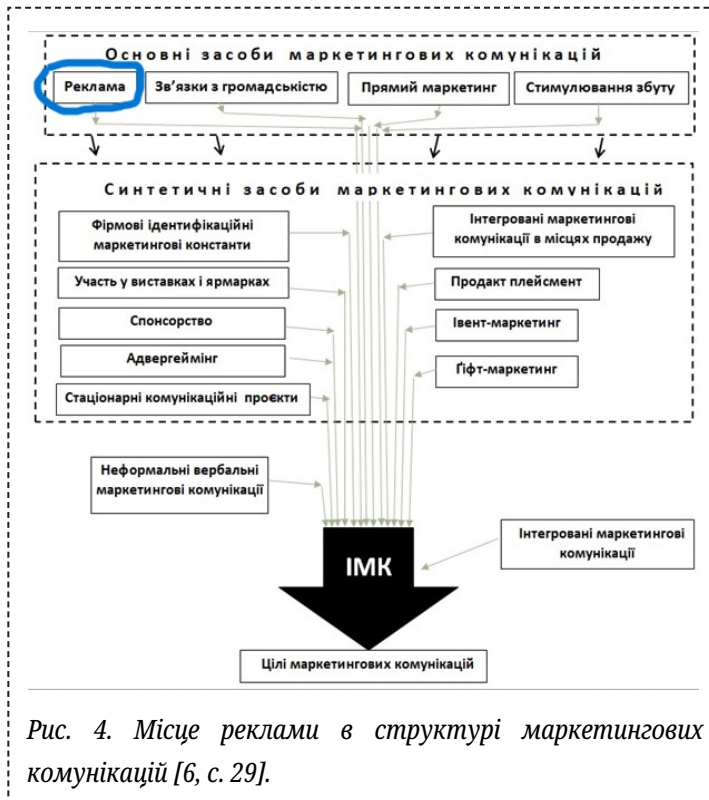 Основні засоби маркетингових комунікацій
Реклама
Зв’язки з громадськістю
Прямий маркетинг
Стимулювання збуту
Синтетичні засоби маркетингових комунікацій
Фірмові ідентифікаційні
маркетингові константи
Інтегровані маркетингові
комунікації в місцях продажу
Участь у виставках і ярмарках
Продакт плейсмент
Спонсорство
Івент-маркетинг
Адвергеймінг
Ґіфт-маркетинг
Стаціонарні комунікаційні проєкти
Неформальні вербальні
маркетингові комунікації
Інтегровані маркетингові
комунікації
ІМК
Цілі маркетингових комунікацій
Рис. 4. Місце реклами в структурі маркетингових
комунікацій [6, с. 29].